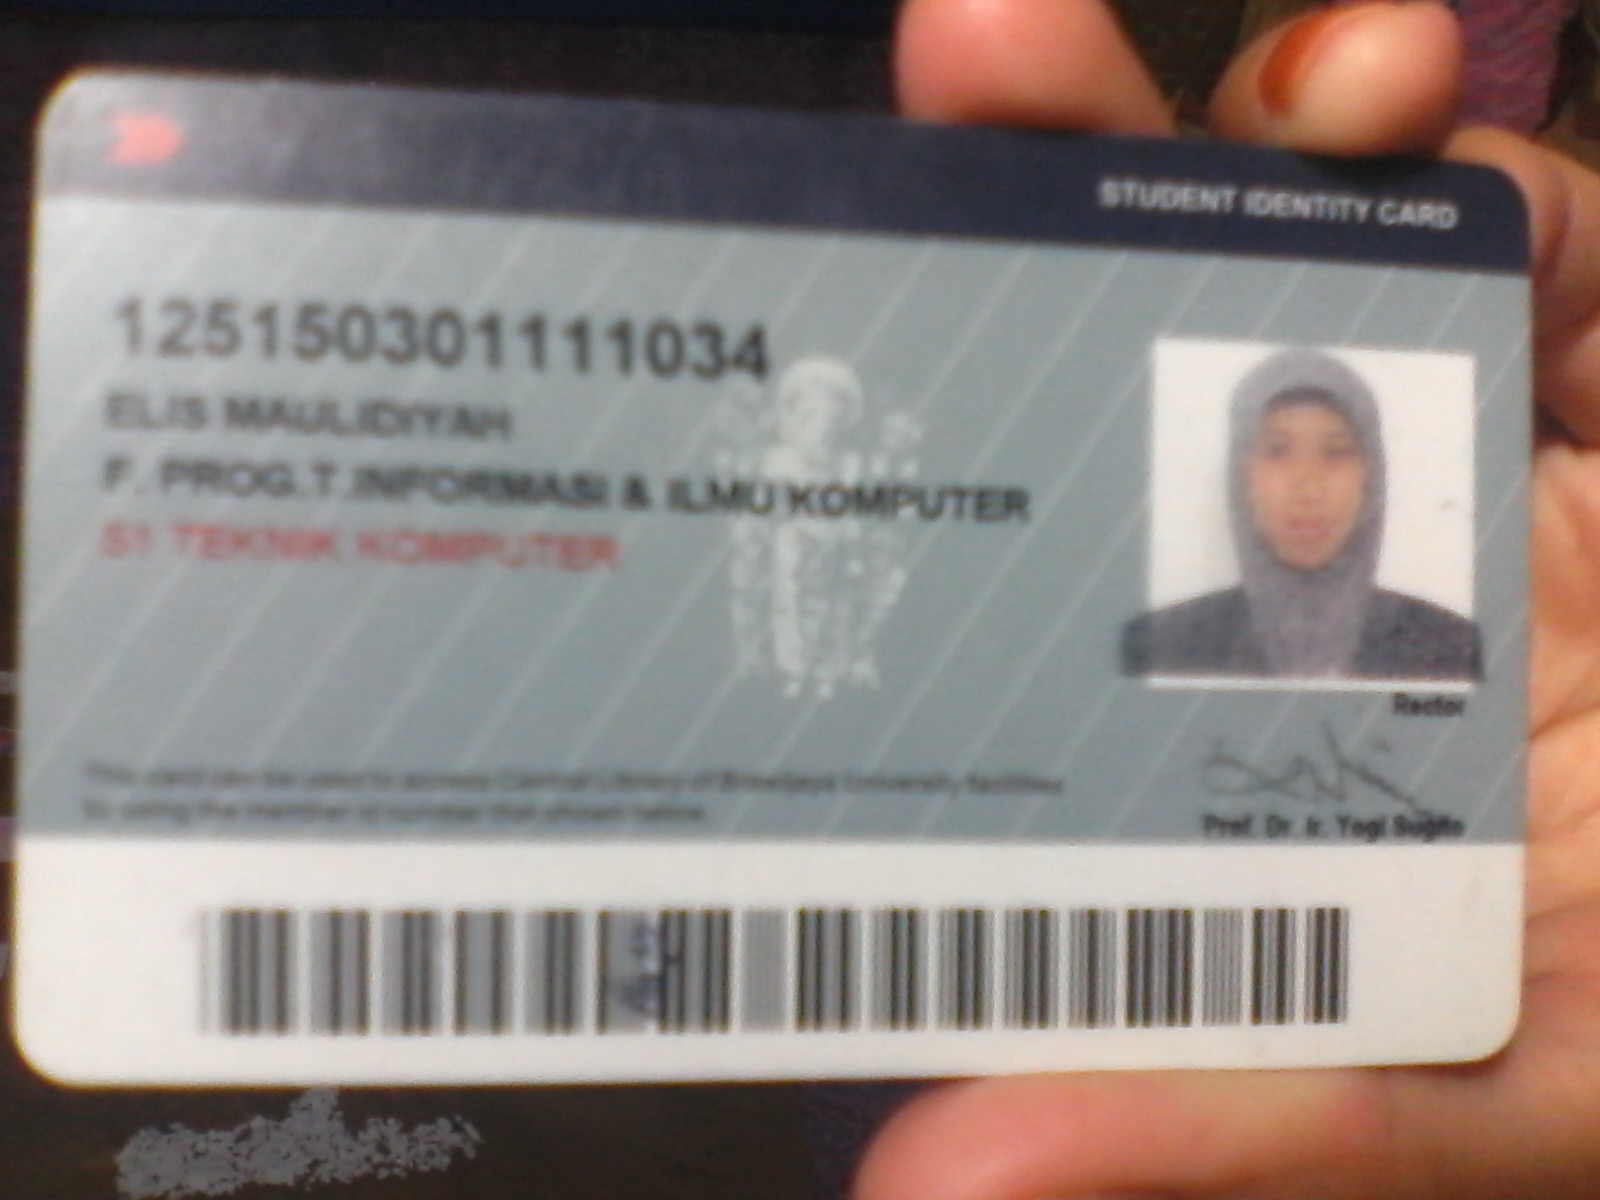 STUDENT IDENTITY CARD
125150301111034
ELIS MAULIDIYAH
F. PROG.T.INFORMASI & ILMU KOMPUTER
S1 TEKNIK KOMPUTER
Rector
This card can be used to access Central Library of Brawijaya University facilities
By using the member id number that shown below.
Prof. Dr. Ir. Yogi Sugito